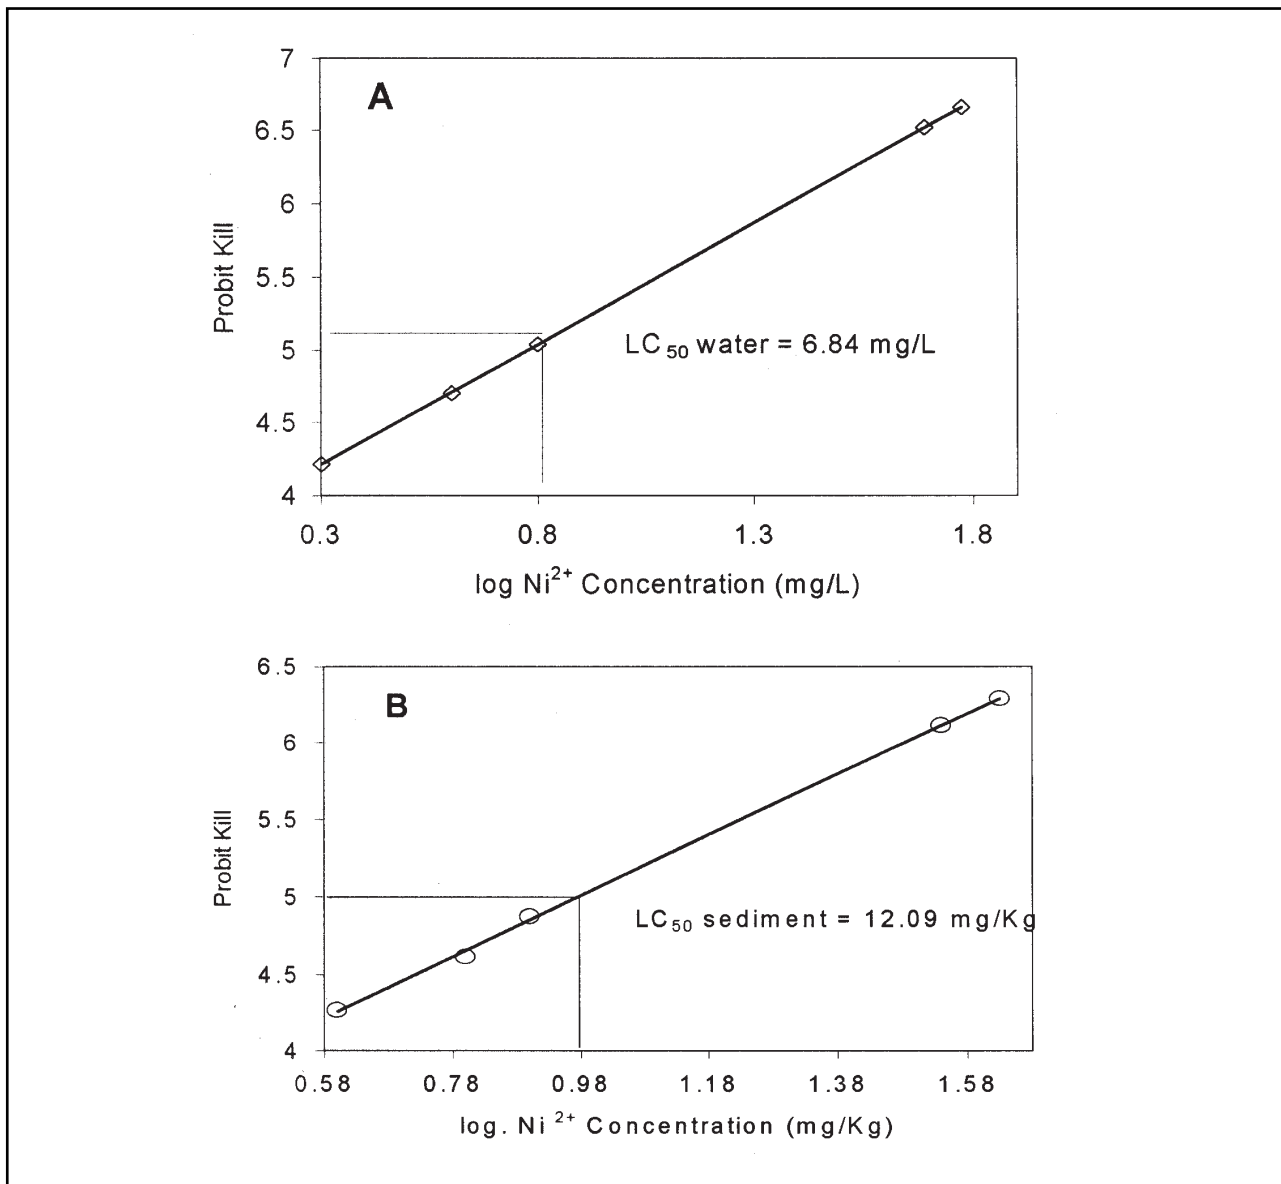 A
7
6.5
6
5.5
5
4.5
4
Probit Kill
LC50 water = 6.84 mg/L
0.3 0.8 1.3 1.8
log Ni2+ Concentration (mg/L)
B
6.5
6
5.5
5
4.5
4
Probit Kill
LC50 sediment = 12.09 mg/Kg
0.58 0.78 0.98 1.18 1.38 1.58
log. Ni 2+ Concentration (mg/Kg)